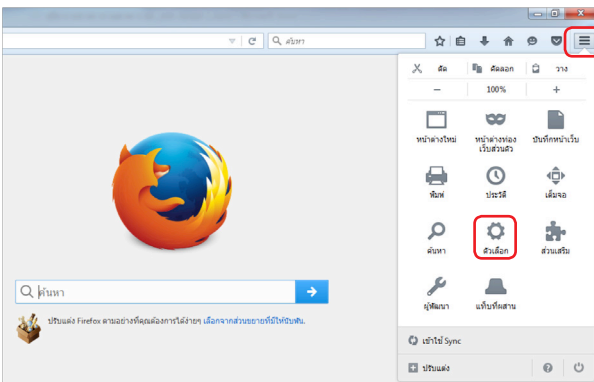 ค้นหา
ตัด คัดลอก วาง
100%
หน้าต่างใหม่ หน้าต่างท่อง บันทึกหน้าเว็บ
เว็บส่วนตัว
พิมพ์ ประวัติ เต็มจอ
ค้นหา ตัวเลือก ส่วนเสริม
ผู้พัฒนา แท็บที่ผสาน
ค้นหา
ปรับแต่ง Firefox ตามอย่างที่คุณต้องการได้ง่ายๆ เลือกจากส่วนขยายที่มีให้นับพัน.
เข้าใช้ Sync
ปรับแต่ง